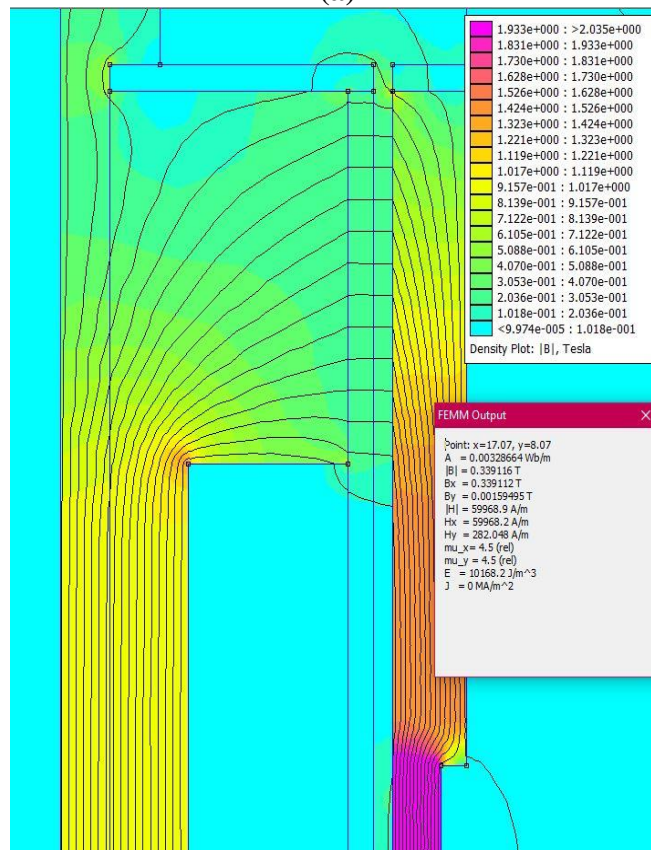 1.933e+000 : >2.035e+000
1.831e+000 : 1.933e+000
1.730e+000 : 1.831e+000
1.628e+000 : 1.730e+000
1.526e+000 : 1.628e+000
1.424e+000 : 1.526e+000
1.323e+000 : 1.424e+000
1.221e+000 : 1.323e+000
1.119e+000 : 1.221e+000
1.017e+000 : 1.119e+000
9.157e-001 : 1.017e+000
8.139e-001 : 9.157e-001
7.122e-001 : 8.139e-001
6.105e-001 : 7.122e-001
5.088e-001 : 6.105e-001
4.070e-001 : 5.088e-001
3.053e-001 : 4.070e-001
2.036e-001 : 3.053e-001
1.018e-001 : 2.036e-001
<9.974e-005 : 1.018e-001
Density Plot: |B|, Tesla
FEMM Output
Point: x=17.07, y=8.07
A = 0.00328664 Wb/m
|B| = 0.339116 T
Bx = 0.339112 T
By = 0.00159495 T
|H| = 59968.9 A/m
Hx = 59968.2 A/m
Hy = 282.048 A/m
mu_x= 4.5 (rel)
mu_y = 4.5 (rel)
E = 10168.2 J/m^3
J = 0 MA/m^2